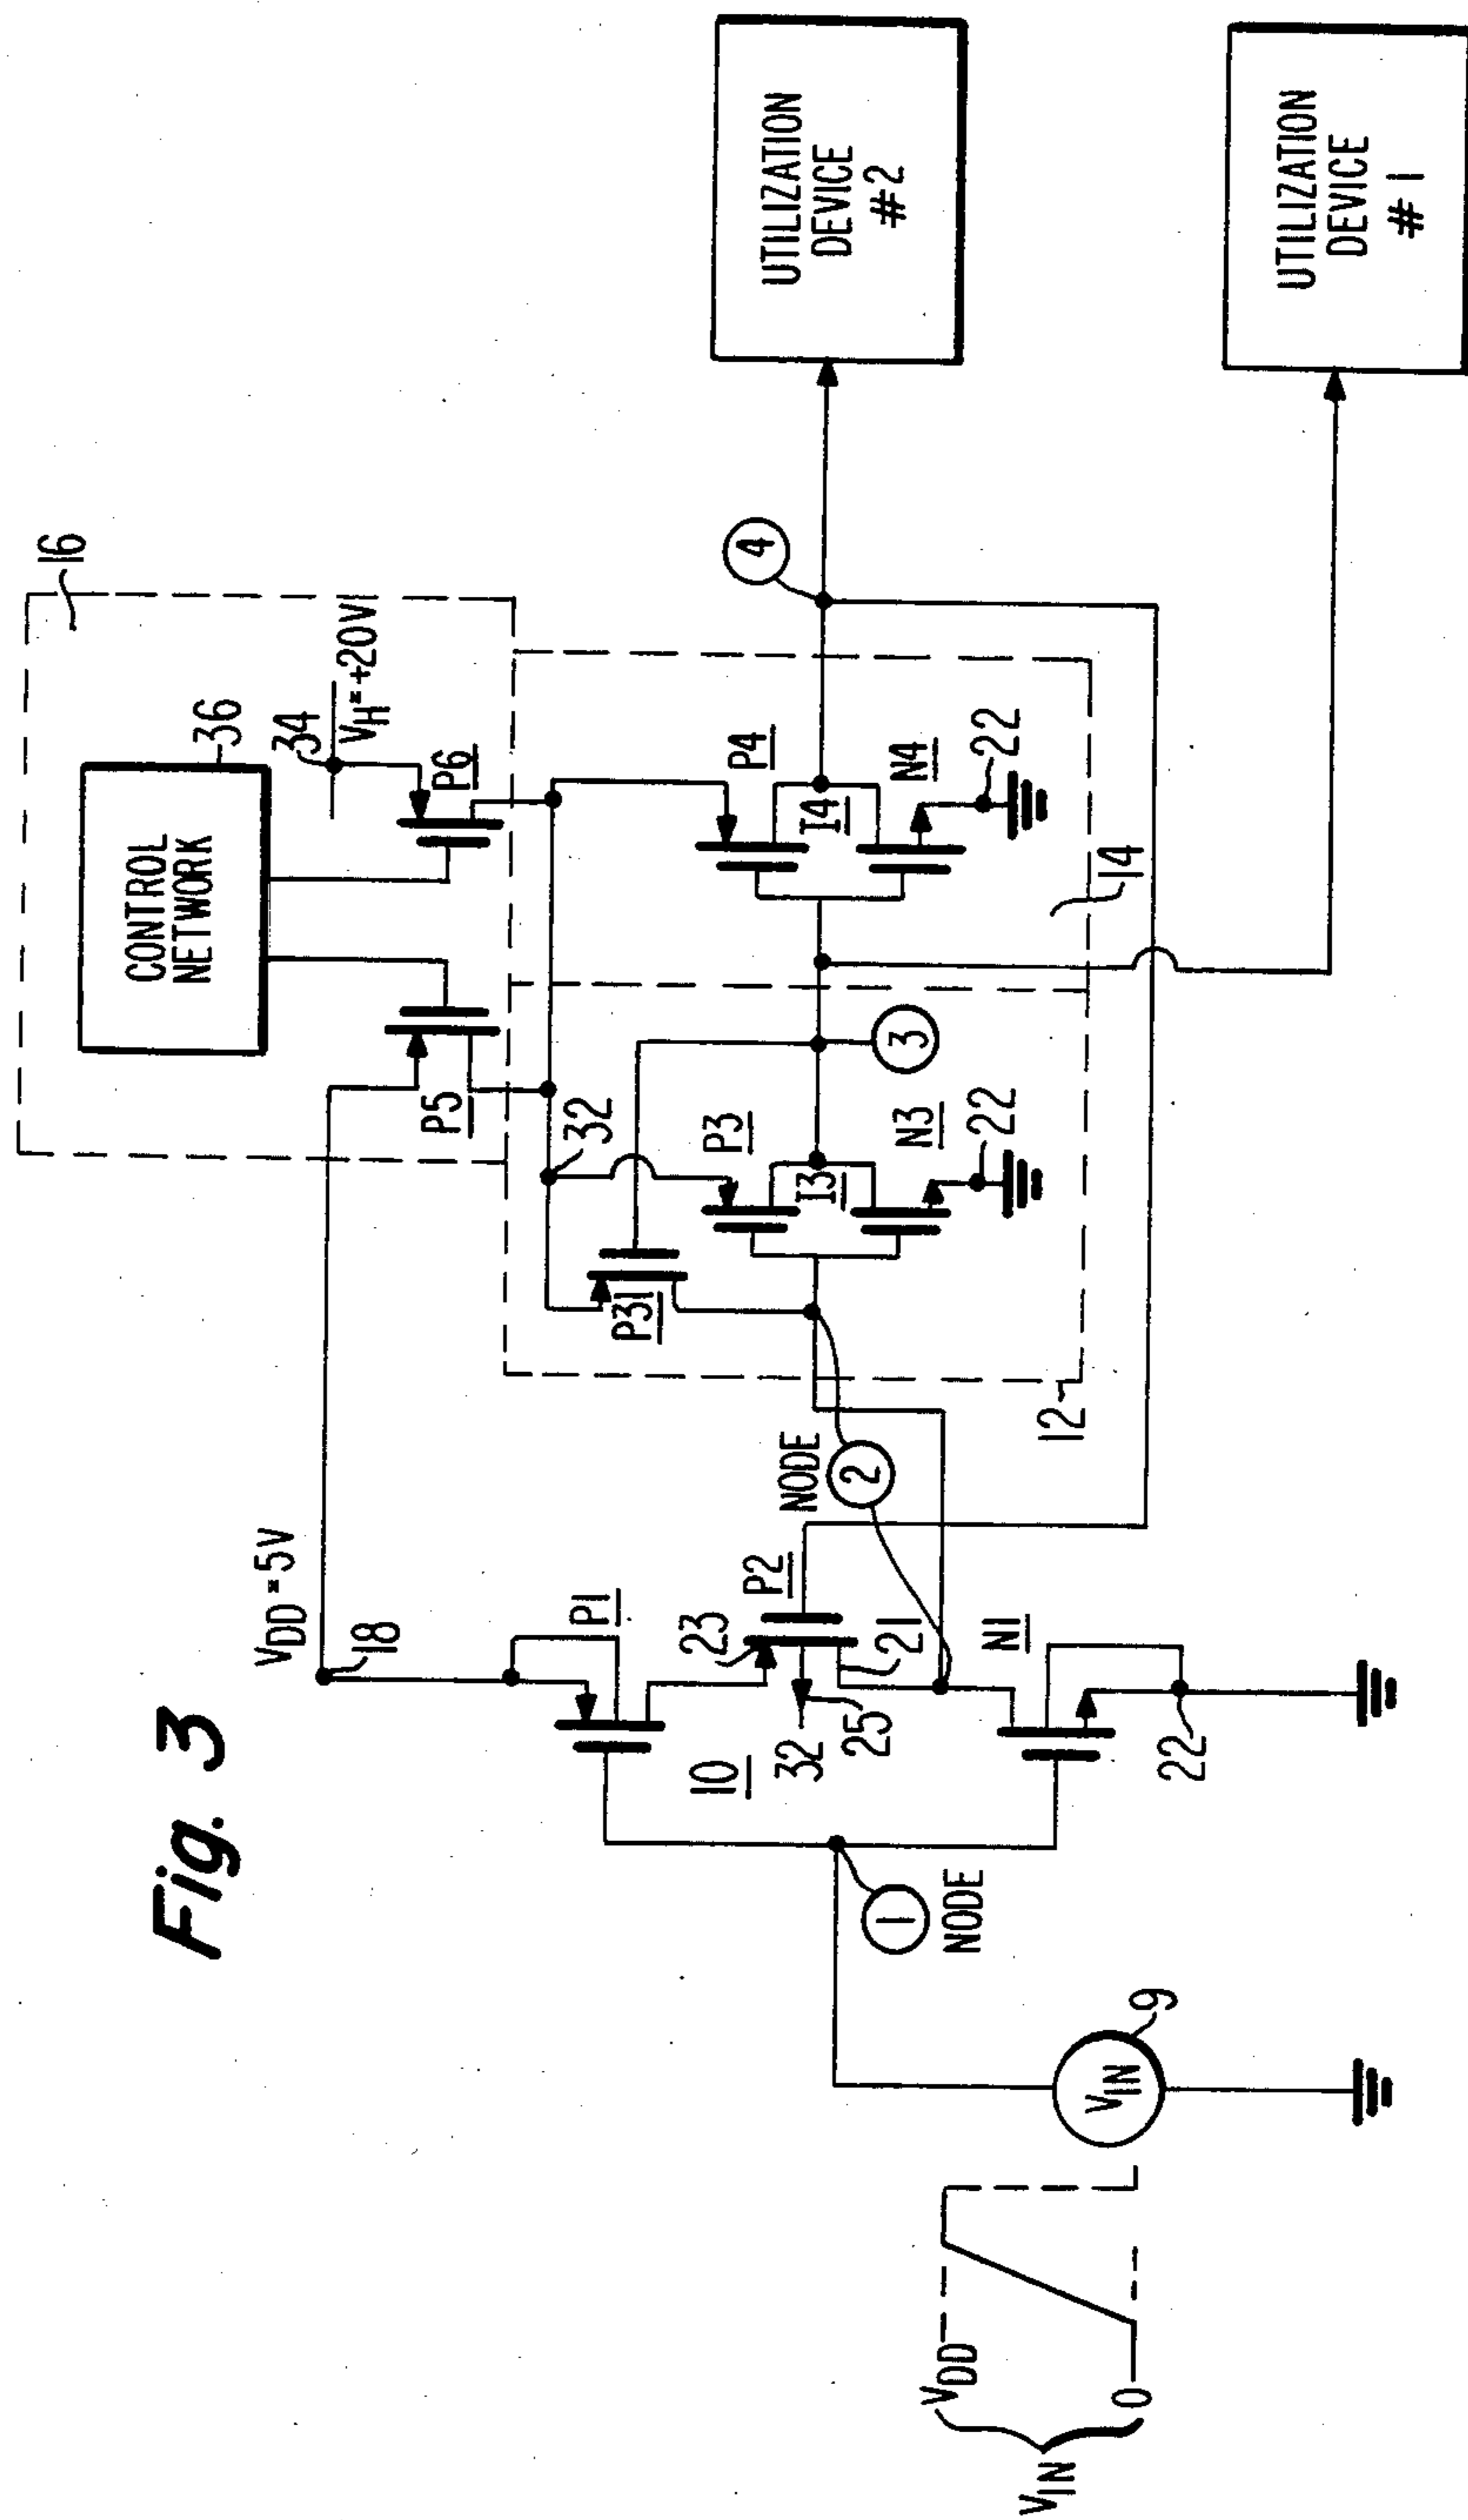 Fig. 3
VDD=5V
18
CONTROL
NETWORK
36
16
34
VH=+20V
P5
P6
P1
10
23
P2
32
25
21
N1
22
NODE
2
P31
32
P3
I3
N3
22
3
P4
I4
N4
22
4
12
14
UTILIZATION
DEVICE
#2
UTILIZATION
DEVICE
#1
1
NODE
VIN
9
VIN
VDD
0